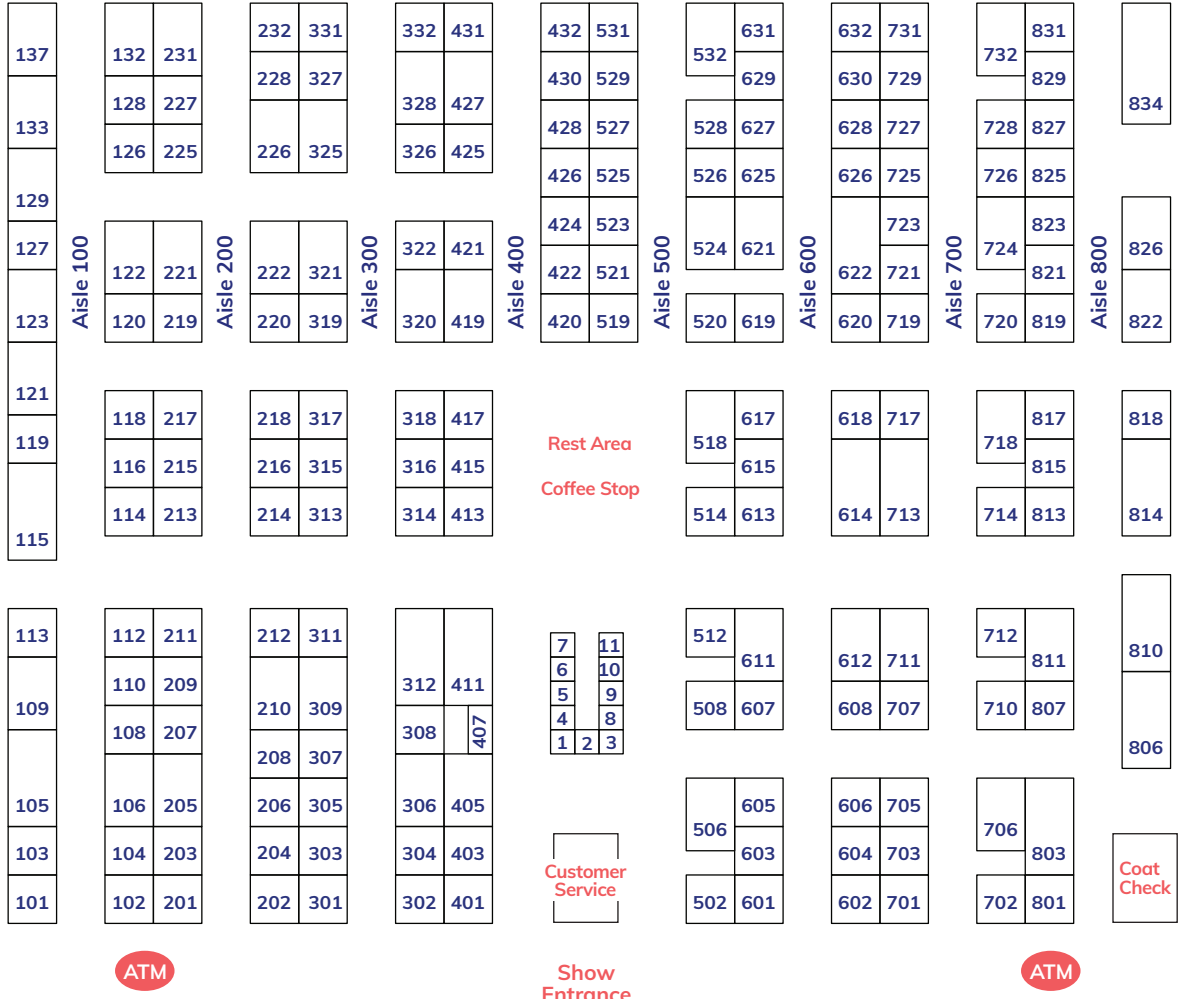 232 331 332 431 432 531 631 632 731 831
137 132 231 532 732
228 327 430 529 629 630 729 829
128 227 328 427 834
133 428 527 528 627 628 727 728 827
126 225 226 325 326 425
426 525 526 625 626 725 726 825
129
424 523 723 823
127 322 421 826
Aisle 100 Aisle 200 Aisle 300 Aisle 400 Aisle 500 Aisle 600 Aisle 700 Aisle 800
122 221 222 321 422 521 524 621 622 721 724 821
123 120 219 220 319 320 419 420 519 520 619 620 719 720 819 822
121
118 217 218 317 318 417 617 618 717 817 818
119 Rest Area 518 718
116 215 216 315 316 415 615 815
Coffee Stop
114 213 214 313 314 413 514 613 614 713 714 813 814
115
113 112 211 212 311 7 11 512 712
6 10 611 612 711 811 810
110 209 312 411 5 9
109 210 309 4 8 508 607 608 707 710 807
108 207 308 407 1 2 3
208 307 806
105 106 205 206 305 306 405 605 606 705
506 706
103 104 203 204 303 304 403 603 604 703 803
Customer Coat
Service Check
101 102 201 202 301 302 401 502 601 602 701 702 801
ATM Show ATM
Entrance